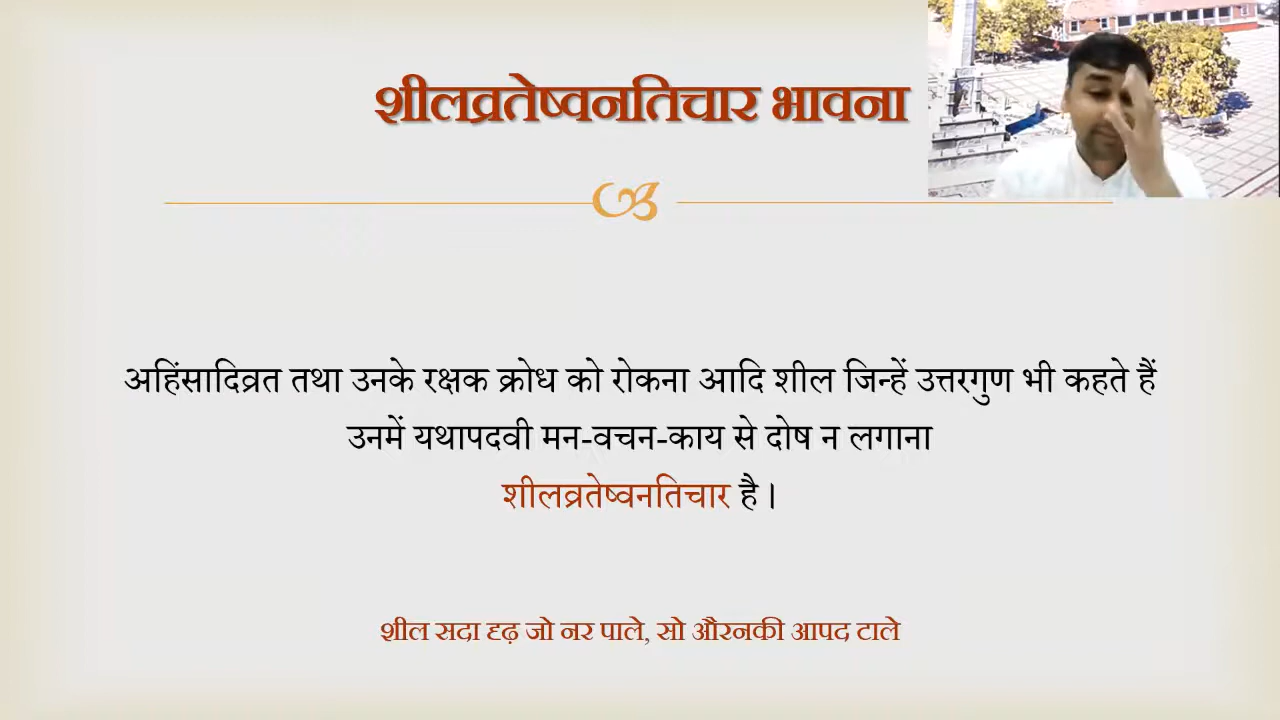 शीलव्रतेष्वनतिचार भावना
अहिंसादिव्रत तथा उनके रक्षक क्रोध को रोकना आदि शील जिन्हें उत्तरगुण भी कहते हैं
उनमें यथापदवी मन-वचन-काय से दोष न लगाना
शीलव्रतेष्वनतिचार है।
शील सदा दृढ़ जो नर पाले, सो औरनकी आपद टाले